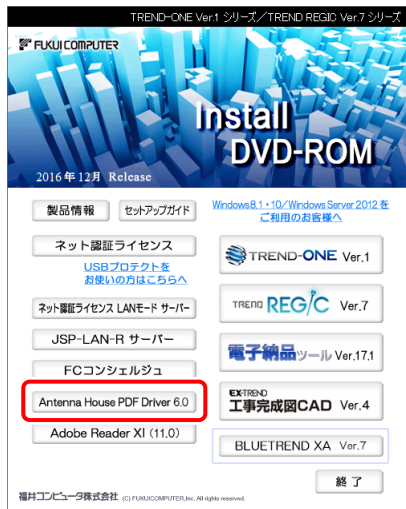 TREND-ONE Ver.1 シリーズ／TREND REGIC Ver.7 シリーズ
FUKUI COMPUTER
Install
DVD-ROM
2016年12月 Release
製品情報
セットアップガイド
Windows8.1・10／Windows Server 2012 を
ご利用のお客様へ
ネット認証ライセンス
USBプロテクトを
お使いの方はこちらへ
ネット認証ライセンス LANモード サーバー
JSP-LAN-R サーバー
FCコンシェルジュ
Antenna House PDF Driver 6.0
Adobe Reader XI (11.0)
TREND-ONE Ver.1
TREND REGIC Ver.7
電子納品ツール Ver.17.1
EX-TREND
工事完成図CAD Ver.4
BLUETREND XA Ver.7
終了
福井コンピュータ株式会社 (C) FUKUICOMPUTER,Inc. All rights reserved.